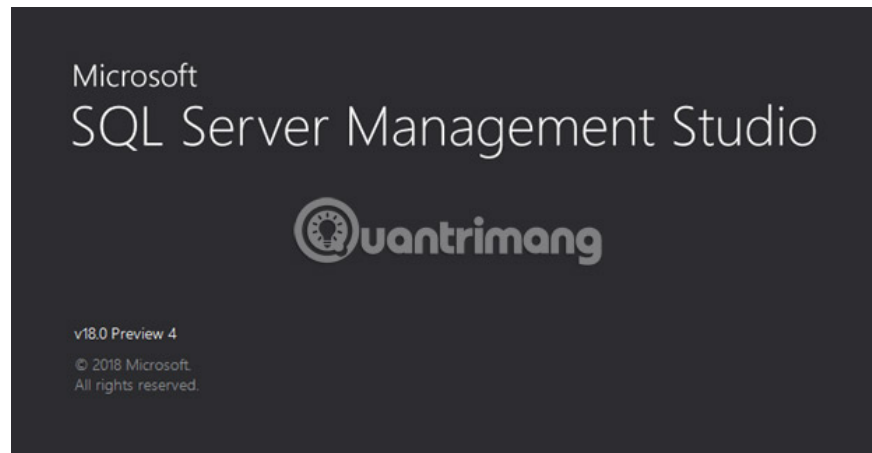 Microsoft
SQL Server Management Studio
Quantrimang
v18.0 Preview 4
© 2018 Microsoft.
All rights reserved.